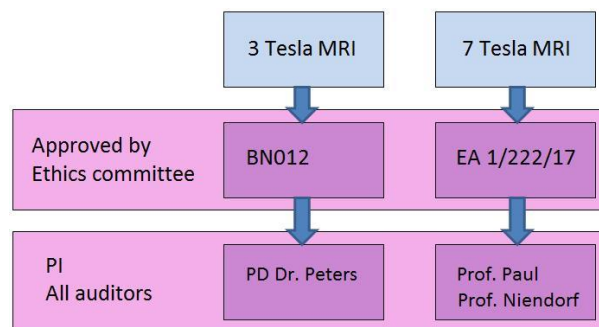 3 Tesla MRI
7 Tesla MRI
Approved by
Ethics committee
BN012
EA 1/222/17
PI
All auditors
PD Dr. Peters
Prof. Paul
Prof. Niendorf